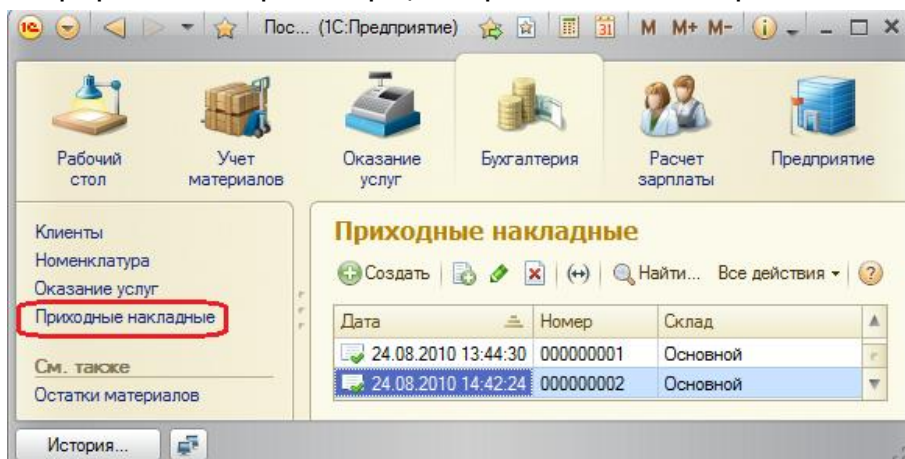 1С Пос... (1С:Предприятие) 31 M M+ M-
Рабочий стол
Учет материалов
Оказание услуг
Бухгалтерия
Расчет зарплаты
Предприятие
Клиенты
Номенклатура
Оказание услуг
Приходные накладные
См. также
Остатки материалов
Приходные накладные
Создать Найти... Все действия
Дата Номер Склад
24.08.2010 13:44:30 000000001 Основной
24.08.2010 14:42:24 000000002 Основной
История...